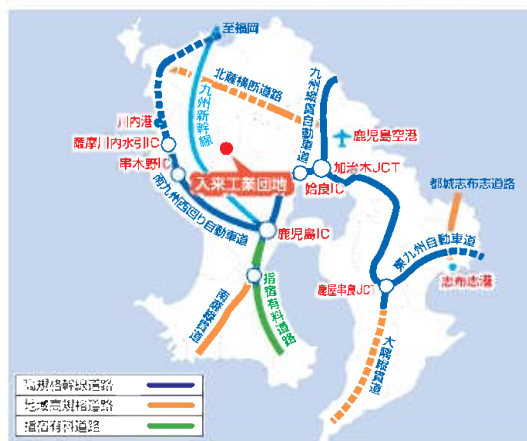 至福岡
北薩横断道路
九州縦貫自動車道
九州新幹線
川内港
薩摩川内水引IC
串木野IC
鹿児島空港
加治木JCT
姶良IC
入来工業団地
都城志布志道路
南九州西回り自動車道
鹿児島IC
東九州自動車道
志布志港
鹿屋串良JCT
指宿有料道路
南薩縦貫道
大隅縦貫道
高規格幹線道路
地域高規格道路
指宿有料道路